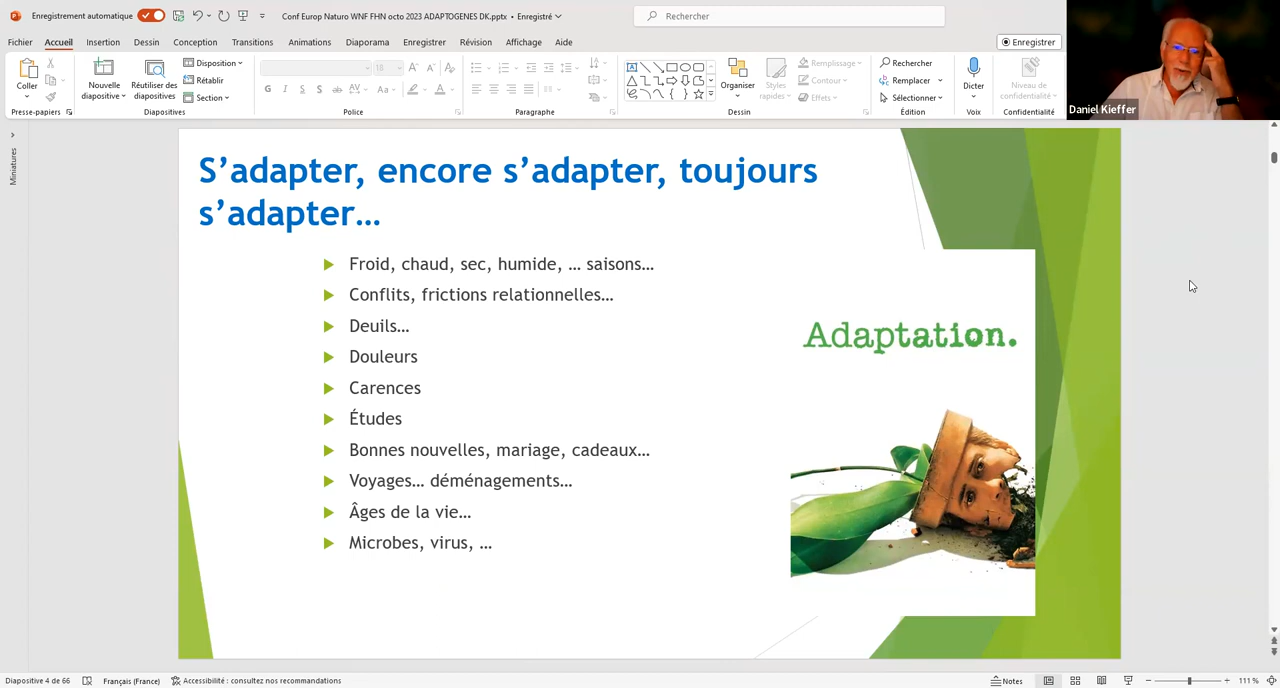 Enregistrement automatique
Conf Europ Naturo WNF FHN octo 2023 ADAPTOGENES DK.pptx • Enregistré
Rechercher
Fichier Accueil Insertion Dessin Conception Transitions Animations Diaporama Enregistrer Révision Affichage Aide
Enregistrer
Coller
Nouvelle diapositive
Réutiliser des diapositives
Disposition
Rétablir
Section
18
G I S S ab AV Aa A
Organiser
Styles rapides
Remplissage
Contour
Effets
Rechercher
Remplacer
Sélectionner
Dicter
Niveau de confidentialité
Presse-papiers
Diapositives
Police
Paragraphe
Dessin
Édition
Voix
Confidentialité
Daniel Kieffer
Miniatures
S’adapter, encore s’adapter, toujours
s’adapter…
Froid, chaud, sec, humide, … saisons…
Conflits, frictions relationnelles…
Deuils…
Douleurs
Carences
Études
Bonnes nouvelles, mariage, cadeaux…
Voyages… déménagements…
Âges de la vie…
Microbes, virus, …
Adaptation.
Diapositive 4 de 66
Français (France)
Accessibilité : consultez nos recommandations
Notes
111 %